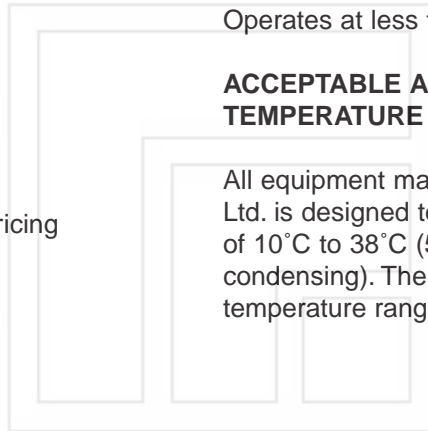 Operates at less
ACCEPTABLE A
TEMPERATURE
All equipment ma
Ltd. is designed
of 10˚C to 38˚C (
condensing). The
temperature rang
ricing